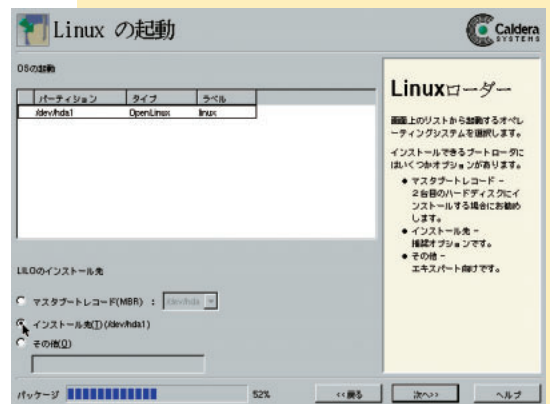 Linux の起動
Caldera
SYSTEMS
OSの起動
パーティション タイプ ラベル
/dev/hda1 OpenLinux linux
LILOのインストール先
マスタブートレコード(MBR) : /dev/hda
インストール先(T)(/dev/hda1)
その他(O)
Linuxローダー
画面上のリストから起動するオペレ
ーティングシステムを選択します。
インストールできるブートローダに
はいくつかオプションがあります。
マスタブートレコード -
2台目のハードディスクにイ
ンストールする場合にお勧め
します。
インストール先 -
推奨オプションです。
その他 -
エキスパート向けです。
パッケージ 52% <<戻る 次へ>> ヘルプ